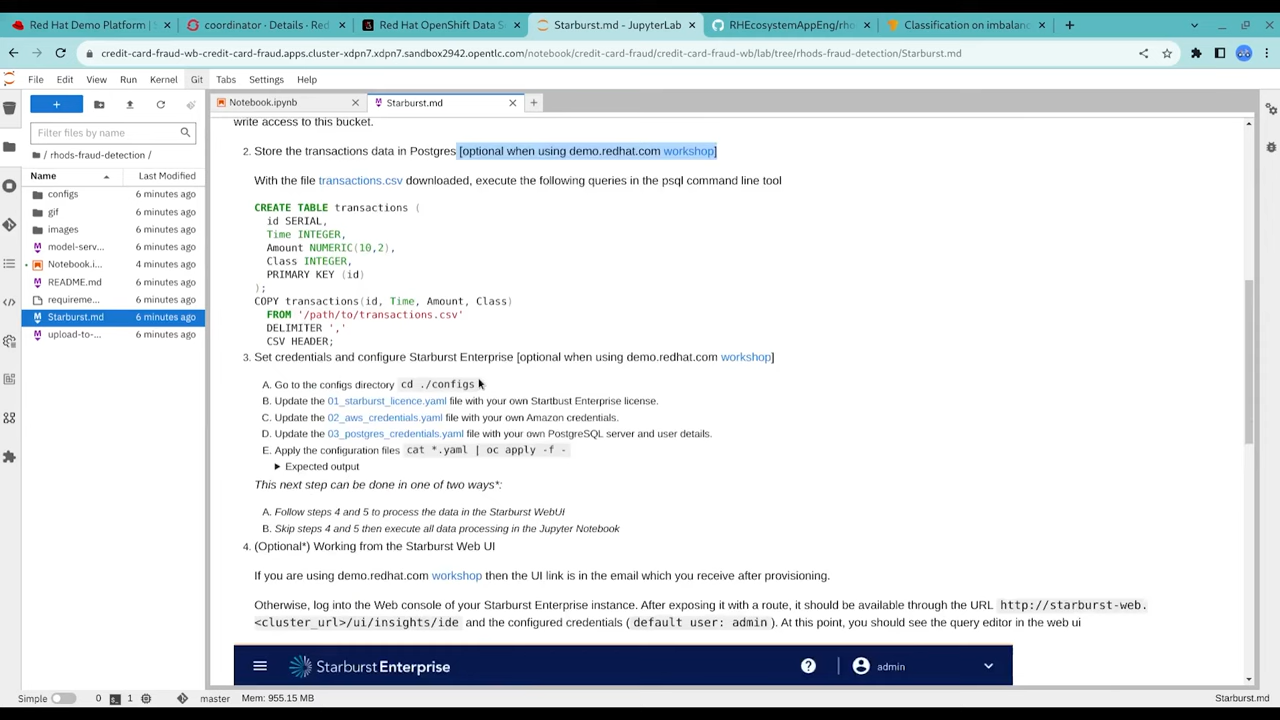 Red Hat Demo Platform |
coordinator - Details · Red
Red Hat OpenShift Data S
Starburst.md - JupyterLab
RHEcosystemAppEng/rho
Classification on imbalan
credit-card-fraud-wb-credit-card-fraud.apps.cluster-xdpn7.xdpn7.sandbox2942.opentlc.com/notebook/credit-card-fraud/credit-card-fraud-wb/lab/tree/rhods-fraud-detection/Starburst.md
File Edit View Run Kernel Git Tabs Settings Help
Notebook.ipynb
Starburst.md
Filter files by name
/ rhods-fraud-detection /
Name Last Modified
configs 6 minutes ago
gif 6 minutes ago
images 6 minutes ago
model-serv... 6 minutes ago
Notebook.i... 4 minutes ago
README.md 6 minutes ago
requireme... 6 minutes ago
Starburst.md 6 minutes ago
upload-to-... 6 minutes ago
write access to this bucket.
2. Store the transactions data in Postgres [optional when using demo.redhat.com workshop]
With the file transactions.csv downloaded, execute the following queries in the psql command line tool
CREATE TABLE transactions (
id SERIAL,
Time INTEGER,
Amount NUMERIC(10,2),
Class INTEGER,
PRIMARY KEY (id)
);
COPY transactions(id, Time, Amount, Class)
FROM '/path/to/transactions.csv'
DELIMITER ','
CSV HEADER;
3. Set credentials and configure Starburst Enterprise [optional when using demo.redhat.com workshop]
A. Go to the configs directory cd ./configs
B. Update the 01_starburst_licence.yaml file with your own Startbust Enterprise license.
C. Update the 02_aws_credentials.yaml file with your own Amazon credentials.
D. Update the 03_postgres_credentials.yaml file with your own PostgreSQL server and user details.
E. Apply the configuration files cat *.yaml | oc apply -f -
Expected output
This next step can be done in one of two ways*:
A. Follow steps 4 and 5 to process the data in the Starburst WebUI
B. Skip steps 4 and 5 then execute all data processing in the Jupyter Notebook
4. (Optional*) Working from the Starburst Web UI
If you are using demo.redhat.com workshop then the UI link is in the email which you receive after provisioning.
Otherwise, log into the Web console of your Starburst Enterprise instance. After exposing it with a route, it should be available through the URL http://starburst-web.
<cluster_url>/ui/insights/ide and the configured credentials ( default user: admin ). At this point, you should see the query editor in the web ui
Starburst Enterprise
admin
Simple 0 1 master Mem: 955.15 MB Starburst.md